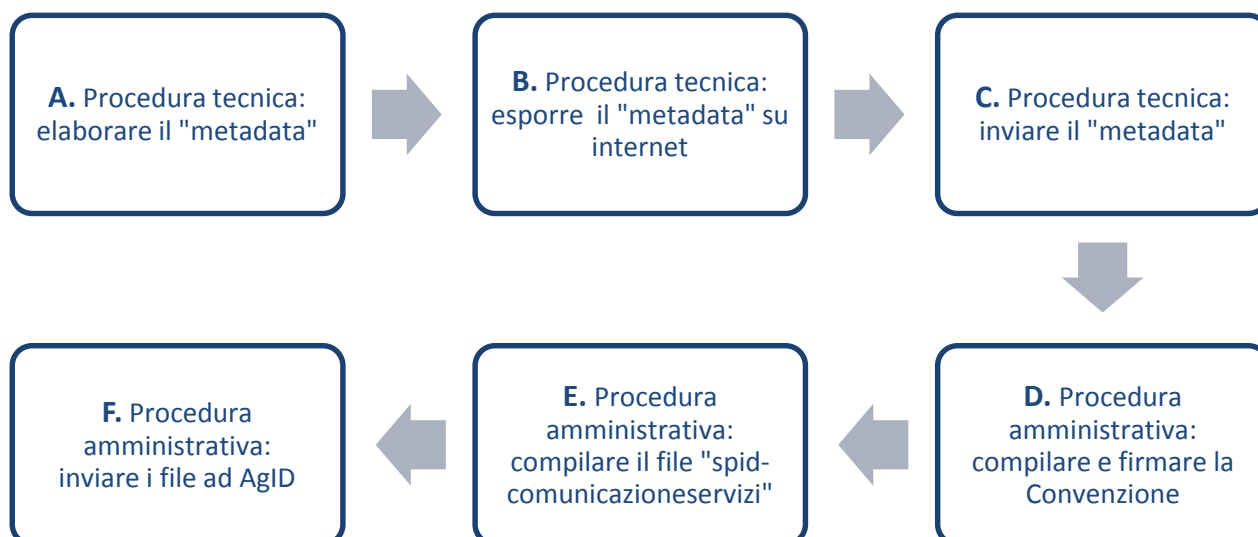 A. Procedura tecnica:
elaborare il "metadata"
B. Procedura tecnica:
esporre il "metadata" su
internet
C. Procedura tecnica:
inviare il "metadata"
D. Procedura
amministrativa:
compilare e firmare la
Convenzione
E. Procedura
amministrativa:
compilare il file "spid-
comunicazioneservizi"
F. Procedura
amministrativa:
inviare i file ad AgID